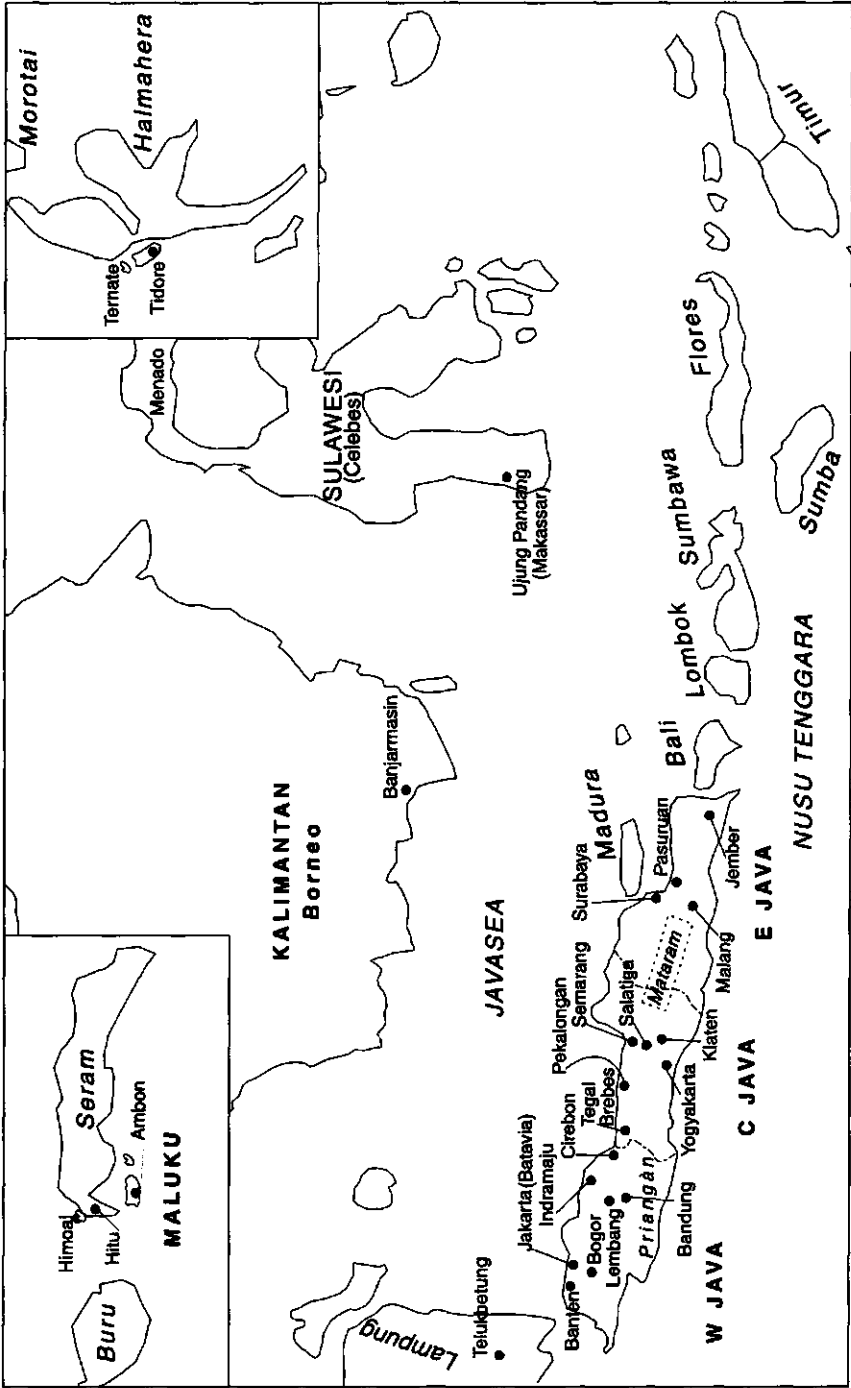 Himoal
Seram
Buru
Hitu
Ambon
MALUKU
Morotai
Halmahera
Ternate
Tidore
KALIMANTAN
Borneo
Banjarmasin
Menado
SULAWESI
(Celebes)
Ujung Pandang
(Makassar)
Lampung
Telukbetung
JAVASEA
Jakarta (Batavia)
Indramaju
Cirebon
Tegal
Brebes
Pekalongan
Semarang
Salatiga
Surabaya
Madura
Pasuruan
Banten
Bogor
Lembang
Priangan
Bandung
Yogyakarta
Klaten
Mataram
Malang
Jember
Bali
Lombok
Sumbawa
Flores
Sumba
Timur
W JAVA
C JAVA
E JAVA
NUSU TENGGARA